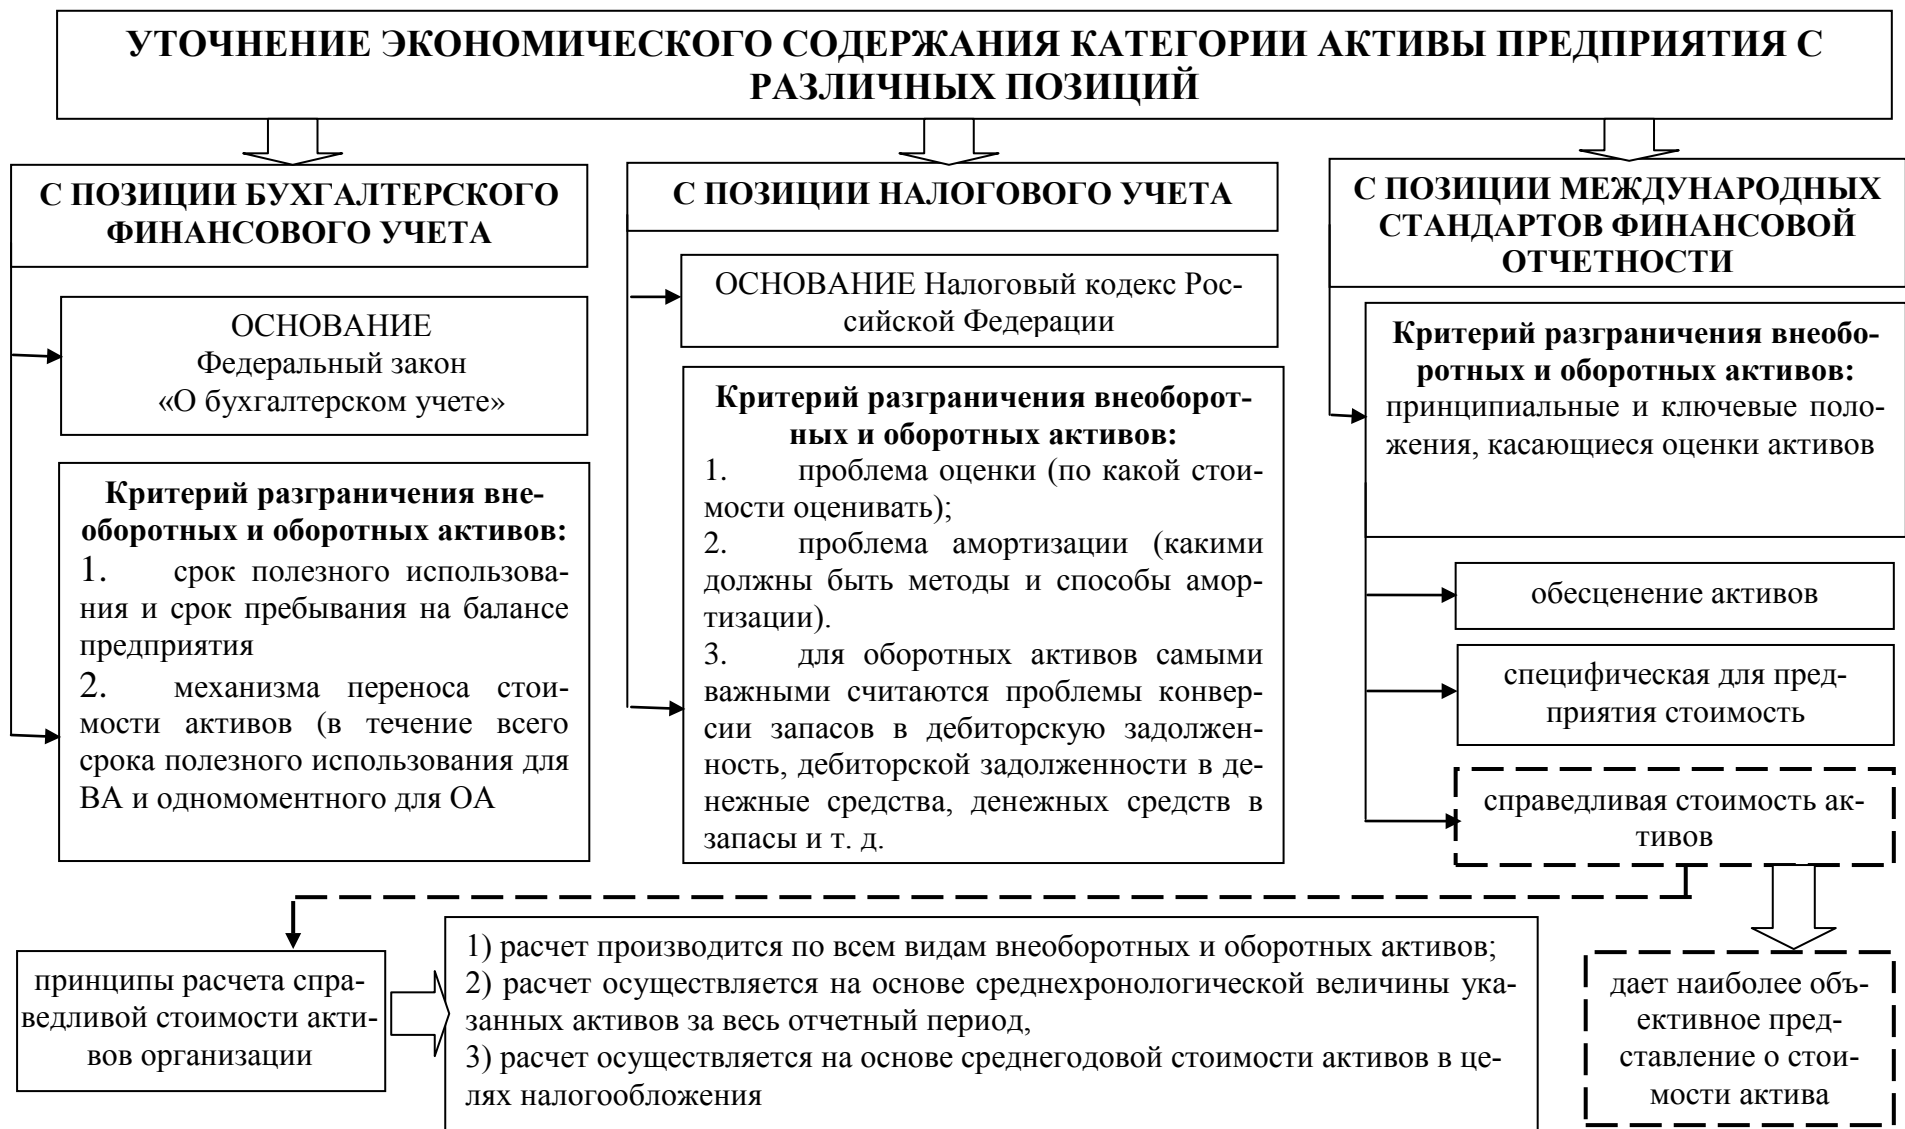 УТОЧНЕНИЕ ЭКОНОМИЧЕСКОГО СОДЕРЖАНИЯ КАТЕГОРИИ АКТИВЫ ПРЕДПРИЯТИЯ С
РАЗЛИЧНЫХ ПОЗИЦИЙ
С ПОЗИЦИИ БУХГАЛТЕРСКОГО
ФИНАНСОВОГО УЧЕТА
ОСНОВАНИЕ
Федеральный закон
«О бухгалтерском учете»
Критерий разграничения вне-
оборотных и оборотных активов:
1. срок полезного использова-
ния и срок пребывания на балансе
предприятия
2. механизма переноса стои-
мости активов (в течение всего
срока полезного использования для
ВА и одномоментного для ОА
С ПОЗИЦИИ НАЛОГОВОГО УЧЕТА
ОСНОВАНИЕ Налоговый кодекс Рос-
сийской Федерации
Критерий разграничения внеоборот-
ных и оборотных активов:
1. проблема оценки (по какой стои-
мости оценивать);
2. проблема амортизации (какими
должны быть методы и способы амор-
тизации).
3. для оборотных активов самыми
важными считаются проблемы конвер-
сии запасов в дебиторскую задолжен-
ность, дебиторской задолженности в де-
нежные средства, денежных средств в
запасы и т. д.
С ПОЗИЦИИ МЕЖДУНАРОДНЫХ
СТАНДАРТОВ ФИНАНСОВОЙ
ОТЧЕТНОСТИ
Критерий разграничения внеобо-
ротных и оборотных активов:
принципиальные и ключевые поло-
жения, касающиеся оценки активов
обесценение активов
специфическая для пред-
приятия стоимость
справедливая стоимость ак-
тивов
принципы расчета спра-
ведливой стоимости акти-
вов организации
1) расчет производится по всем видам внеоборотных и оборотных активов;
2) расчет осуществляется на основе среднехронологической величины ука-
занных активов за весь отчетный период,
3) расчет осуществляется на основе среднегодовой стоимости активов в це-
лях налогообложения
дает наиболее объ-
ективное пред-
ставление о стои-
мости актива